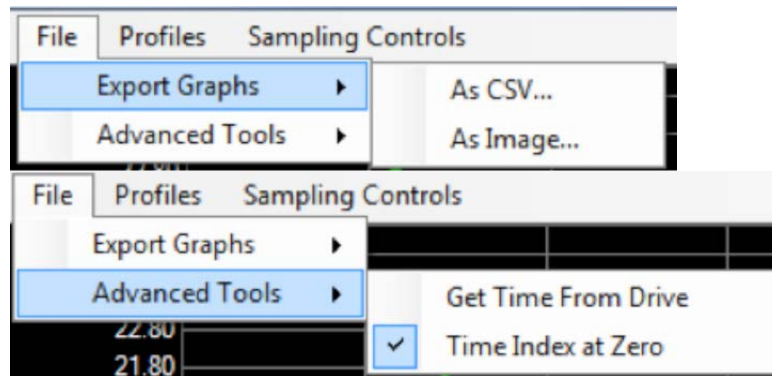 File Profiles Sampling Controls
Export Graphs
As CSV...
Advanced Tools
As Image...
File Profiles Sampling Controls
Export Graphs
Advanced Tools
Get Time From Drive
22.80
Time Index at Zero
21.80